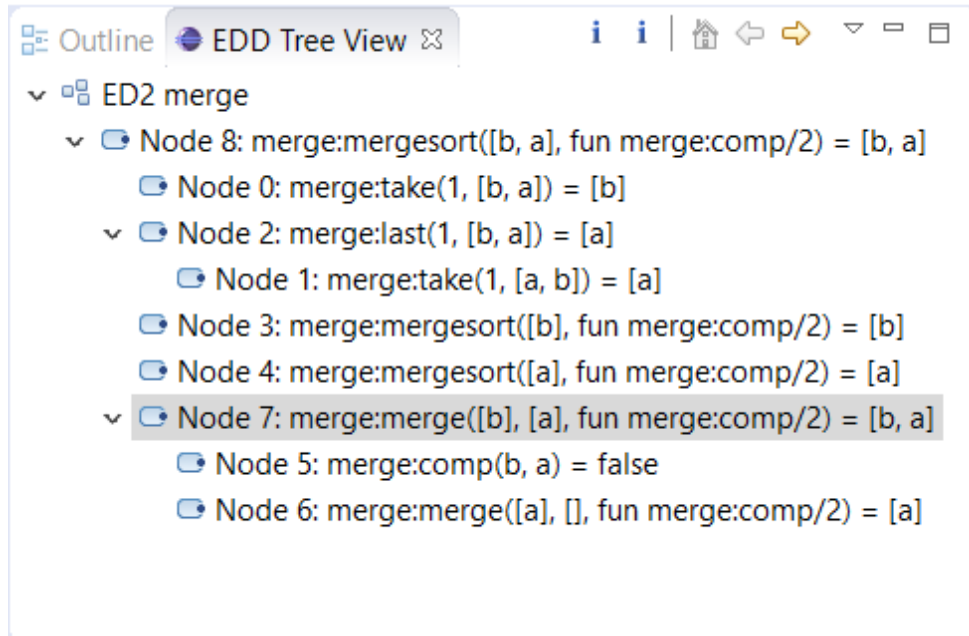 Outline EDD Tree View
ED2 merge
Node 8: merge:mergesort([b, a], fun merge:comp/2) = [b, a]
Node 0: merge:take(1, [b, a]) = [b]
Node 2: merge:last(1, [b, a]) = [a]
Node 1: merge:take(1, [a, b]) = [a]
Node 3: merge:mergesort([b], fun merge:comp/2) = [b]
Node 4: merge:mergesort([a], fun merge:comp/2) = [a]
Node 7: merge:merge([b], [a], fun merge:comp/2) = [b, a]
Node 5: merge:comp(b, a) = false
Node 6: merge:merge([a], [], fun merge:comp/2) = [a]